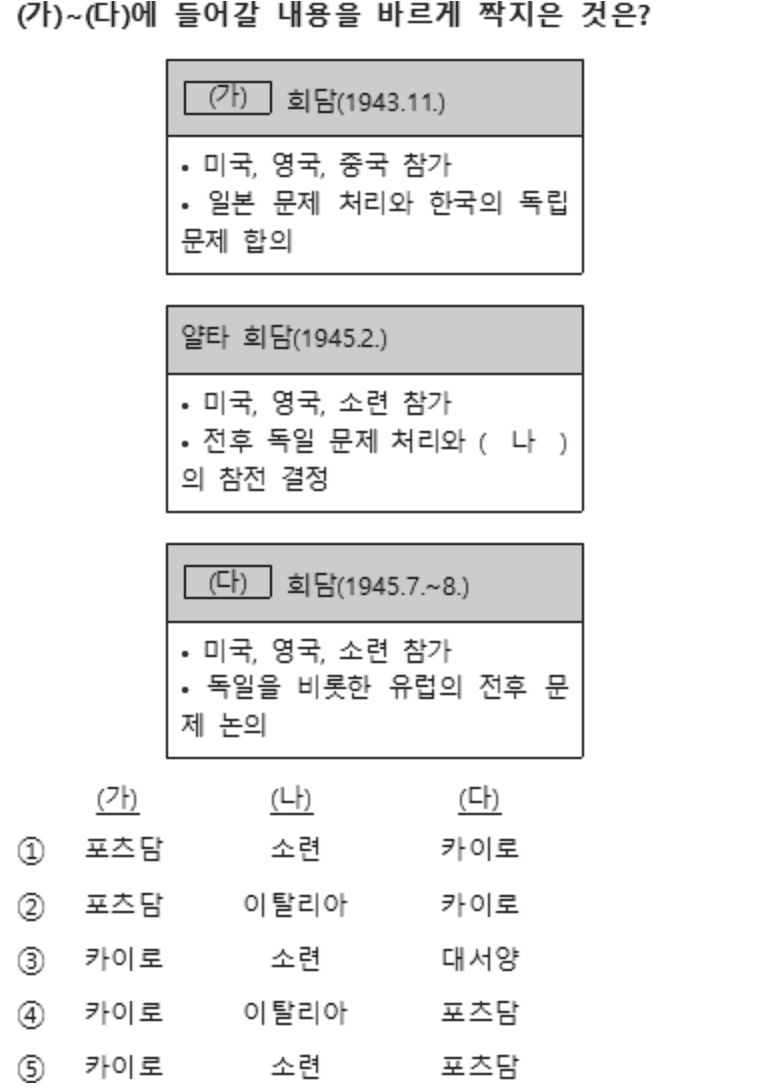 (가)~(다)에 들어갈 내용을 바르게 짝지은 것은?
(가) 회담(1943.11.)
• 미국, 영국, 중국 참가
• 일본 문제 처리와 한국의 독립
문제 합의
얄타 회담(1945.2.)
• 미국, 영국, 소련 참가
• 전후 독일 문제 처리와 ( 나 )
의 참전 결정
(다) 회담(1945.7.~8.)
• 미국, 영국, 소련 참가
• 독일을 비롯한 유럽의 전후 문
제 논의
(가) (나) (다)
① 포츠담 소련 카이로
② 포츠담 이탈리아 카이로
③ 카이로 소련 대서양
④ 카이로 이탈리아 포츠담
⑤ 카이로 소련 포츠담